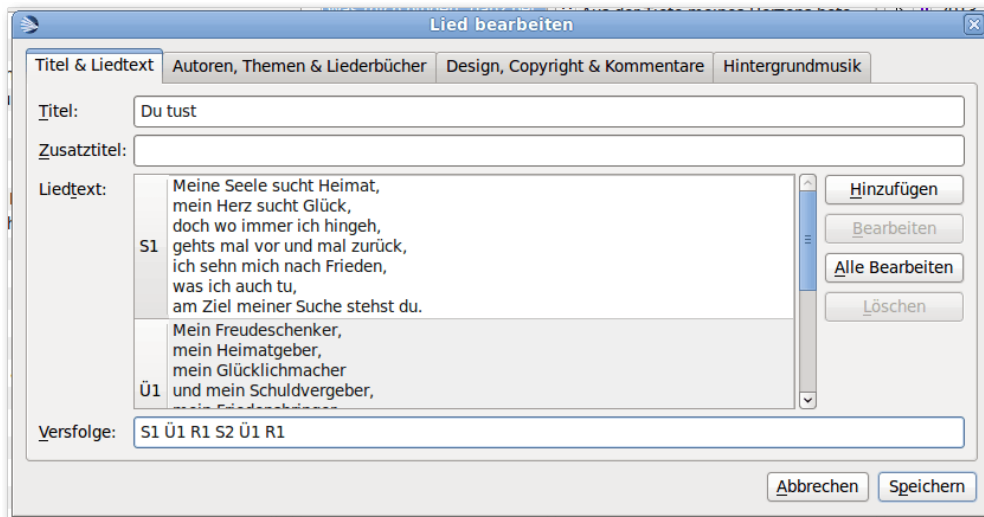 Lied bearbeiten
Titel & Liedtext Autoren, Themen & Liederbücher Design, Copyright & Kommentare Hintergrundmusik
Titel: Du tust
Zusatztitel:
Liedtext:
S1
Meine Seele sucht Heimat,
mein Herz sucht Glück,
doch wo immer ich hingeh,
gehts mal vor und mal zurück,
ich sehn mich nach Frieden,
was ich auch tu,
am Ziel meiner Suche stehst du.
Ü1
Mein Freudeschenker,
mein Heimatgeber,
mein Glücklichmacher
und mein Schuldvergeber,
mein Friedensbringer
Hinzufügen
Bearbeiten
Alle Bearbeiten
Löschen
Versfolge: S1 Ü1 R1 S2 Ü1 R1
Abbrechen Speichern